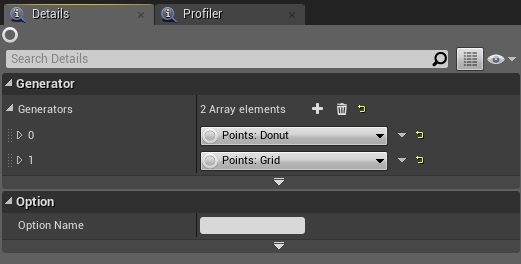 Details Profiler
Search Details
Generator
Generators 2 Array elements
0 Points: Donut
1 Points: Grid
Option
Option Name